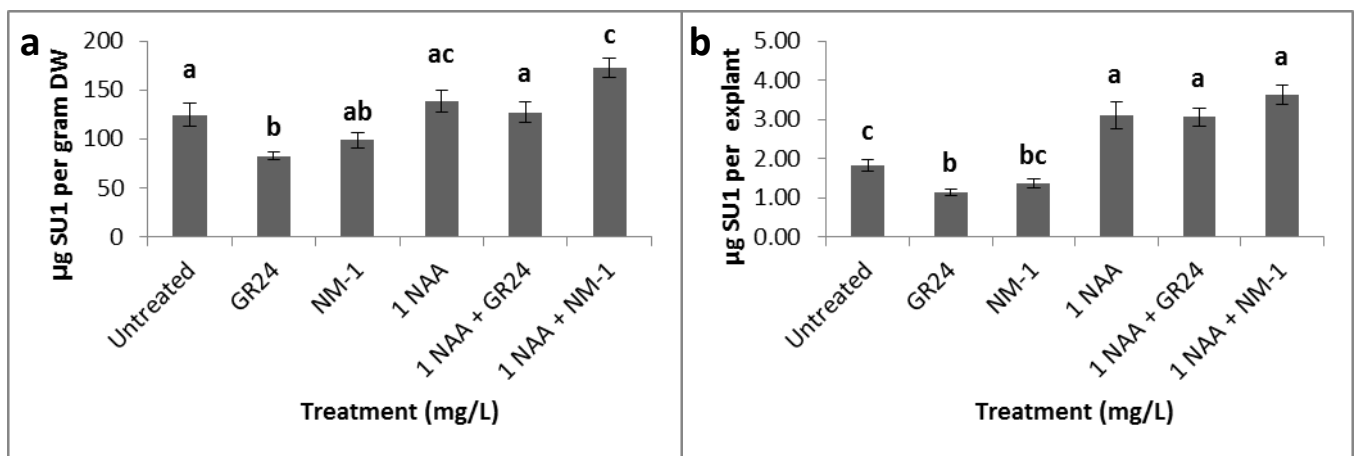 a
µg SU1 per gram DW
200
150
100
50
0
a
b
ab
ac
a
c
Untreated
GR24
NM-1
1 NAA
1 NAA + GR24
1 NAA + NM-1
Treatment (mg/L)
b
µg SU1 per explant
5.00
4.00
3.00
2.00
1.00
0.00
c
b
bc
a
a
a
Untreated
GR24
NM-1
1 NAA
1 NAA + GR24
1 NAA + NM-1
Treatment (mg/L)